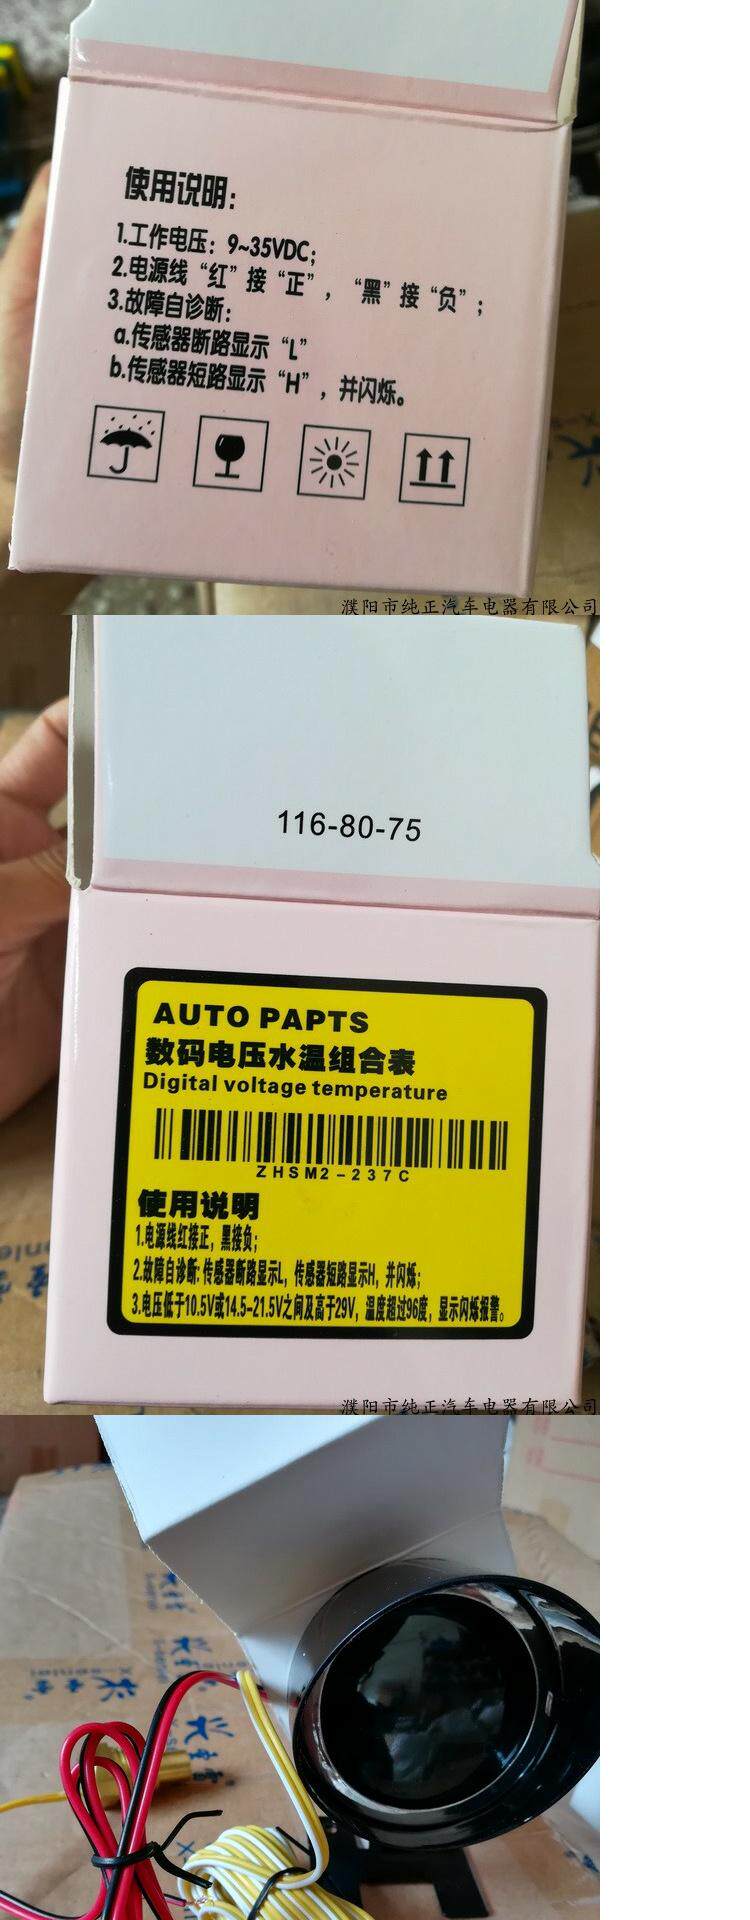 使用说明:
1.工作电压: 9~35VDC;
2.电源线“红”接“正”, “黑”接“负”;
3.故障自诊断:
a.传感器断路显示“L”
b.传感器短路显示“H”, 并闪烁。
濮阳市纯正汽车电器有限公司
116-80-75
AUTO PAPTS
数码电压水温组合表
Digital voltage temperature
ZHSM2-237C
使用说明
1.电源线红接正, 黑接负;
2.故障自诊断: 传感器断路显示L, 传感器短路显示H, 并闪烁;
3.电压低于10.5V或14.5-21.5V之间及高于29V, 温度超过96度, 显示闪烁报警。
濮阳市纯正汽车电器有限公司